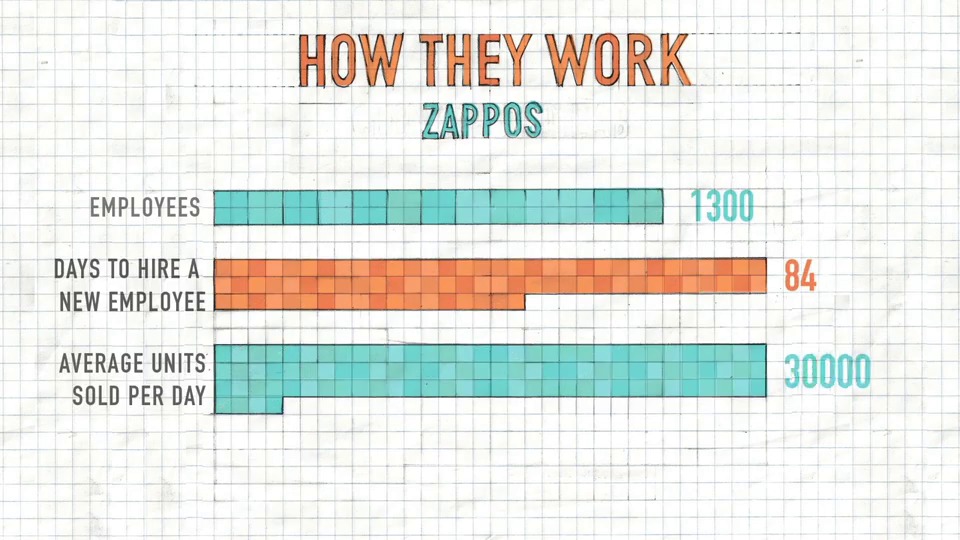 HOW THEY WORK
ZAPPOS
EMPLOYEES 1300
DAYS TO HIRE A
NEW EMPLOYEE 84
AVERAGE UNITS
SOLD PER DAY 30000